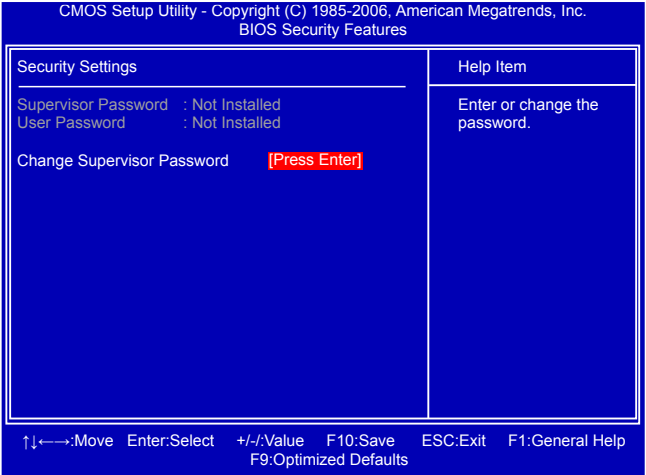 CMOS Setup Utility - Copyright (C) 1985-2006, American Megatrends, Inc.
BIOS Security Features
Security Settings
Help Item
Supervisor Password : Not Installed
User Password : Not Installed
Enter or change the
password.
Change Supervisor Password [Press Enter]
↑↓←→:Move Enter:Select +/-/:Value F10:Save ESC:Exit F1:General Help
F9:Optimized Defaults